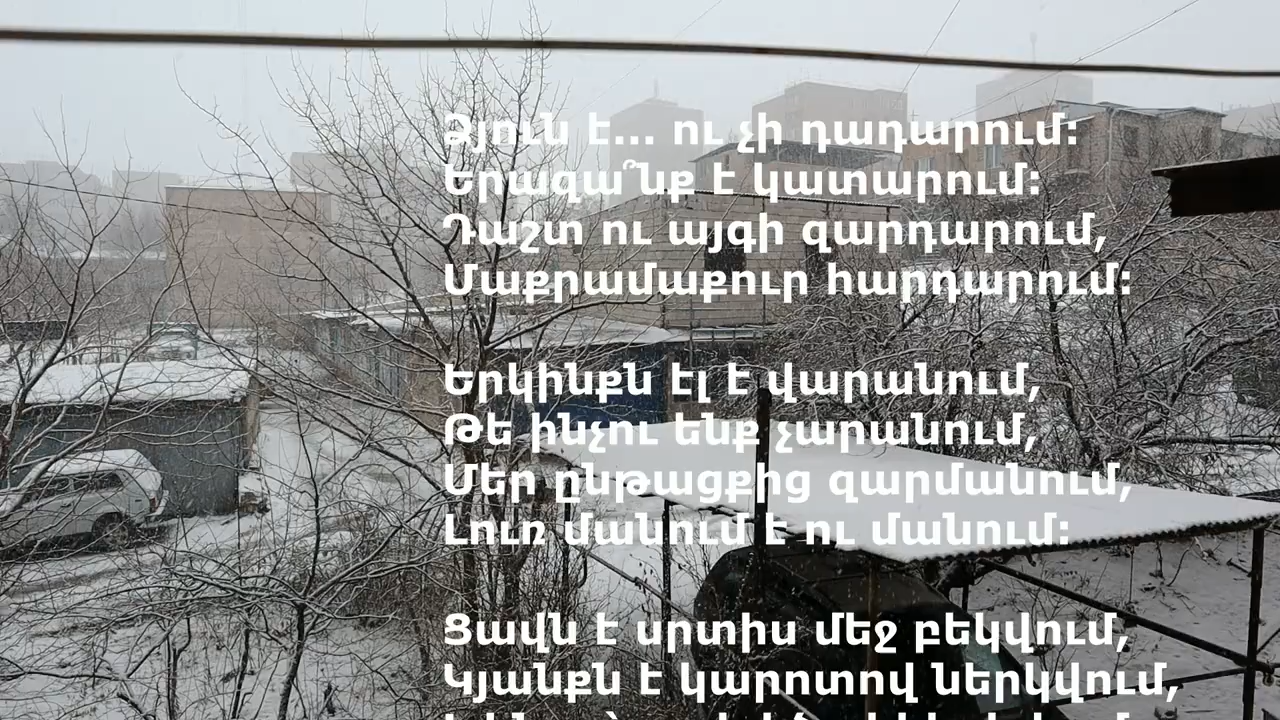 Ձյուն է... ու չի դադարում:
Երազա՞նք է կատարում:
Դաշտ ու այգի զարդարում,
Մաքրամաքուր հարդարում:
Երկինքն էլ է վարանում,
Թե ինչու ենք չարանում,
Մեր ընթացքից զարմանում,
Լուռ մանում է ու մանում:
Ցավն է սրտիս մեջ բեկվում,
Կյանքն է կարոտով ներկվում,